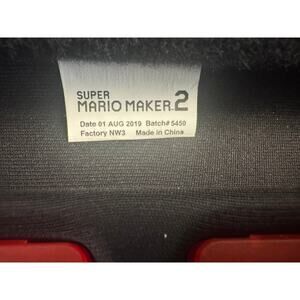 SUPER
MARIO MAKER 2
Date 01 AUG 2019 Batch# 5450
Factory NW3 Made in China